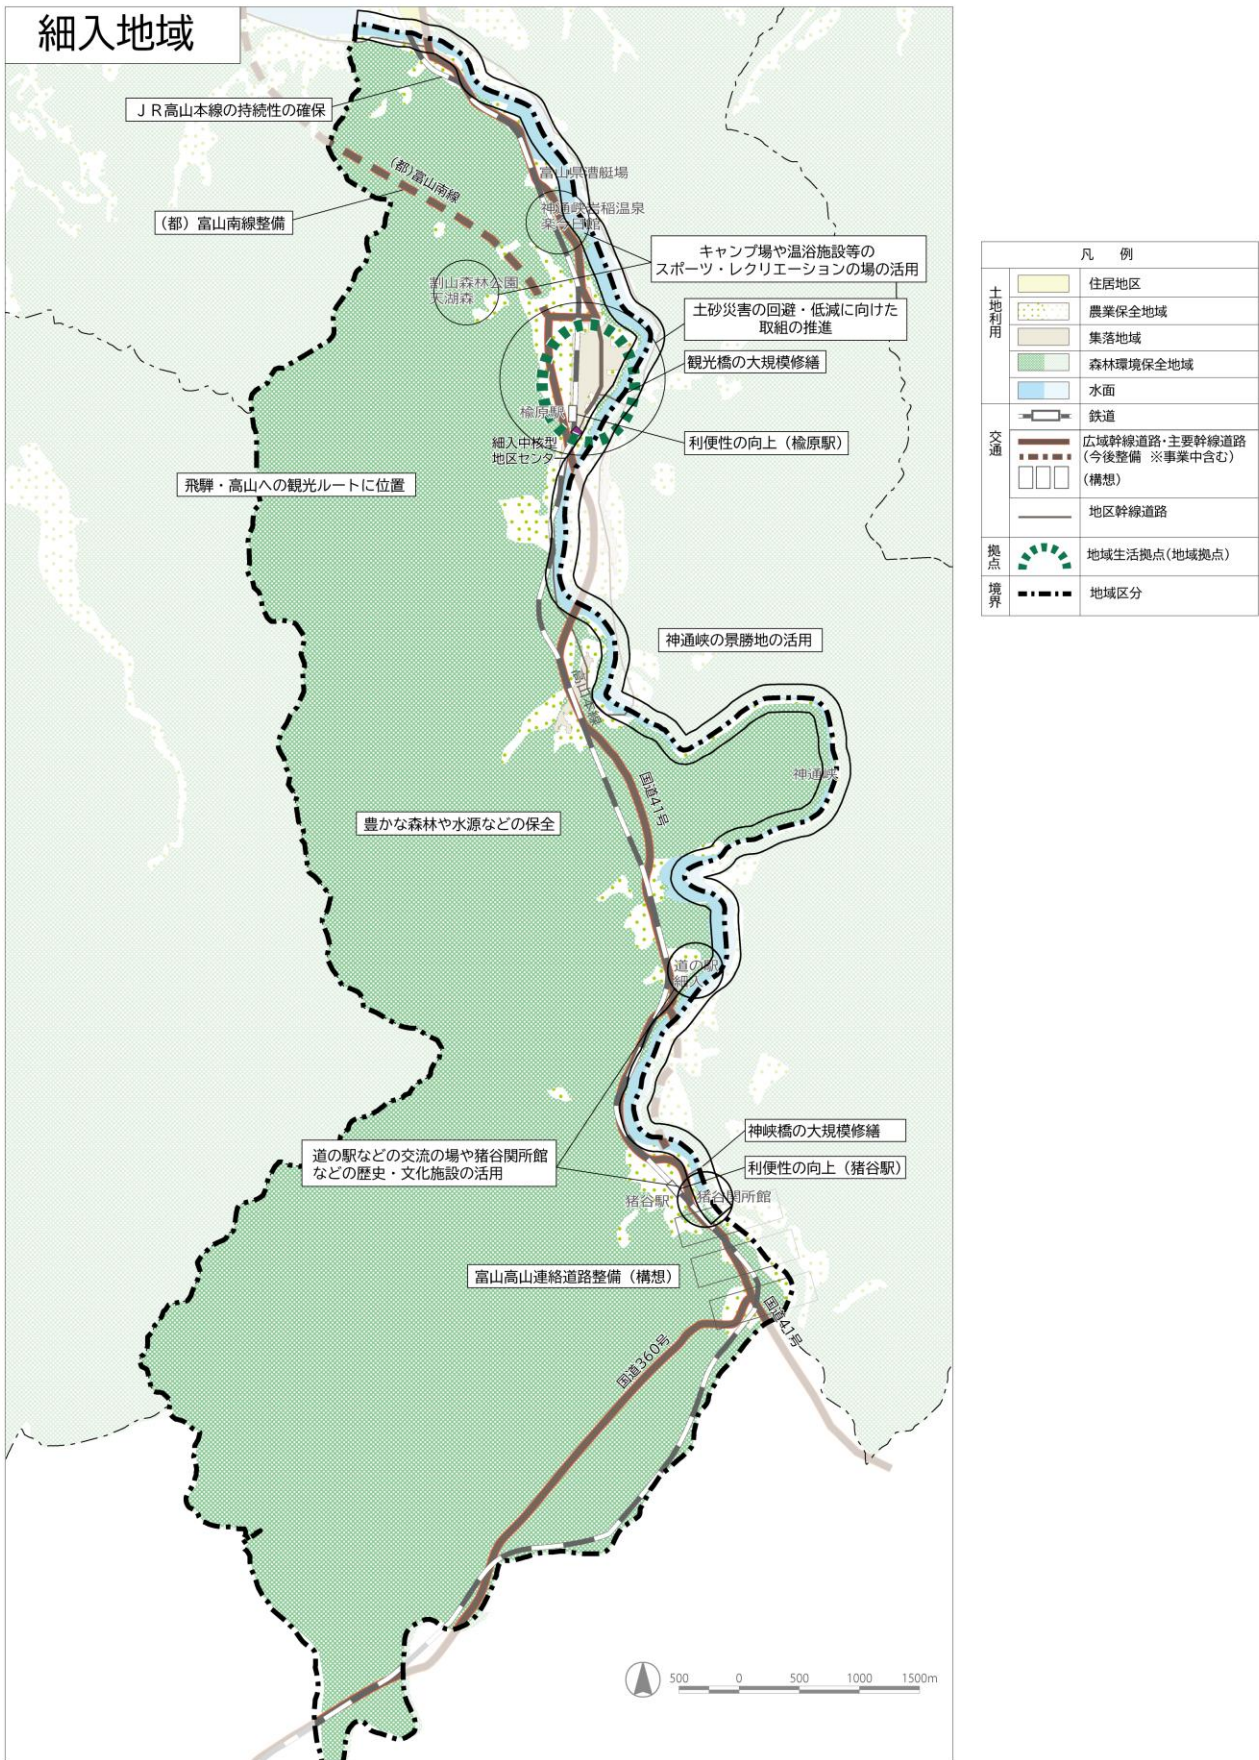 細入地域
ＪＲ高山本線の持続性の確保
(都)富山南線
富山県漕艇場
神通峡岩稲温泉
楽今日館
（都）富山南線整備
キャンプ場や温浴施設等の
スポーツ・レクリエーションの場の活用
割山森林公園
天湖森
土砂災害の回避・低減に向けた
取組の推進
観光橋の大規模修繕
楡原駅
利便性の向上（楡原駅）
細入中核型
地区センター
飛騨・高山への観光ルートに位置
神通峡の景勝地の活用
高山本線
神通峡
国道41号
豊かな森林や水源などの保全
道の駅
細入
神峡橋の大規模修繕
道の駅などの交流の場や猪谷関所館
などの歴史・文化施設の活用
利便性の向上（猪谷駅）
猪谷駅
猪谷関所館
富山高山連絡道路整備（構想）
国道41号
国道360号
500 0 500 1000 1500m
凡 例
土地利用
住居地区
農業保全地域
集落地域
森林環境保全地域
水面
交通
鉄道
広域幹線道路・主要幹線道路
（今後整備 ※事業中含む）
（構想）
地区幹線道路
拠点
地域生活拠点（地域拠点）
境界
地域区分